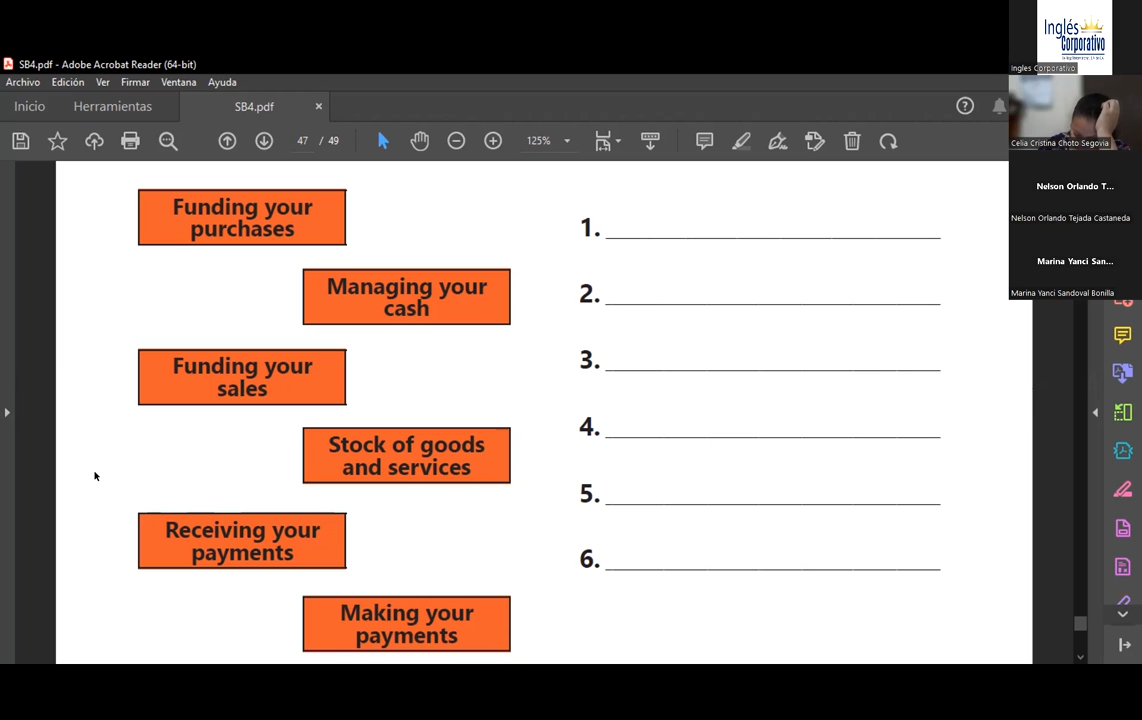 SB4.pdf - Adobe Acrobat Reader (64-bit)
Archivo Edición Ver Firmar Ventana Ayuda
Inicio Herramientas SB4.pdf ×
47 / 49 125%
Funding your
purchases
Managing your
cash
Funding your
sales
Stock of goods
and services
Receiving your
payments
Making your
payments
1.
2.
3.
4.
5.
6.
Inglés
Corporativo
Ingles Corporativo
Celia Cristina Choto Segovia
Nelson Orlando T...
Nelson Orlando Tejada Castaneda
Marina Yanci San...
Marina Yanci Sandoval Bonilla